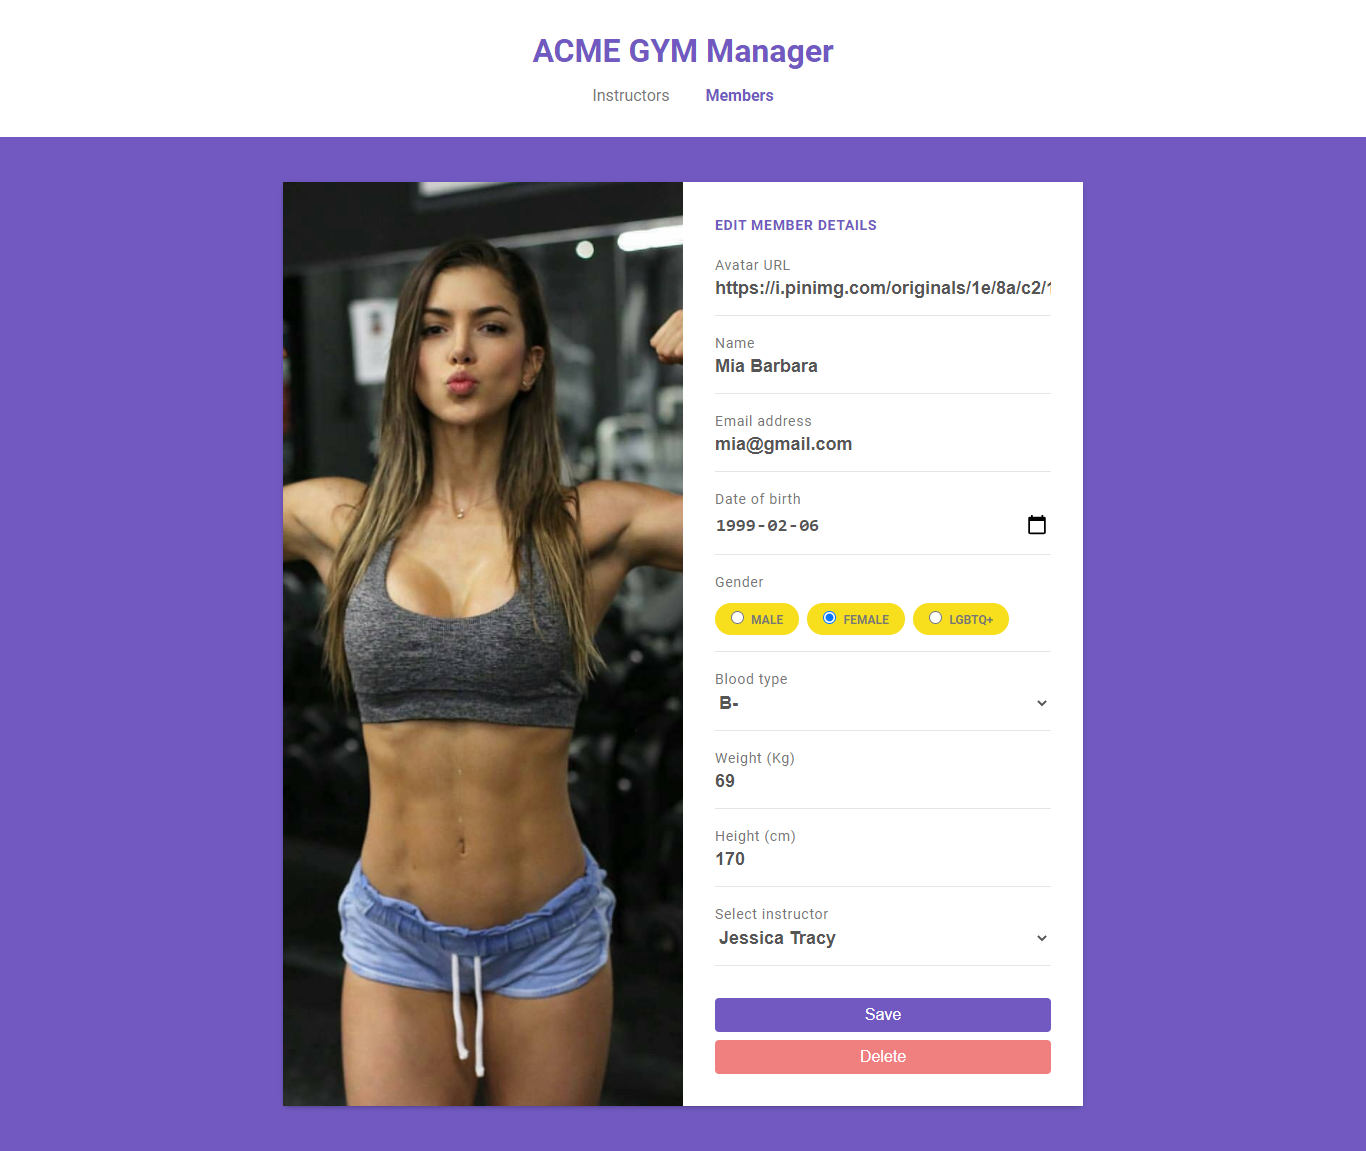 ACME GYM Manager
Instructors Members
EDIT MEMBER DETAILS
Avatar URL
https://i.pinimg.com/originals/1e/8a/c2/
Name
Mia Barbara
Email address
mia@gmail.com
Date of birth
1999-02-06
Gender
MALE FEMALE LGBTQ+
Blood type
B-
Weight (Kg)
69
Height (cm)
170
Select instructor
Jessica Tracy
Save
Delete